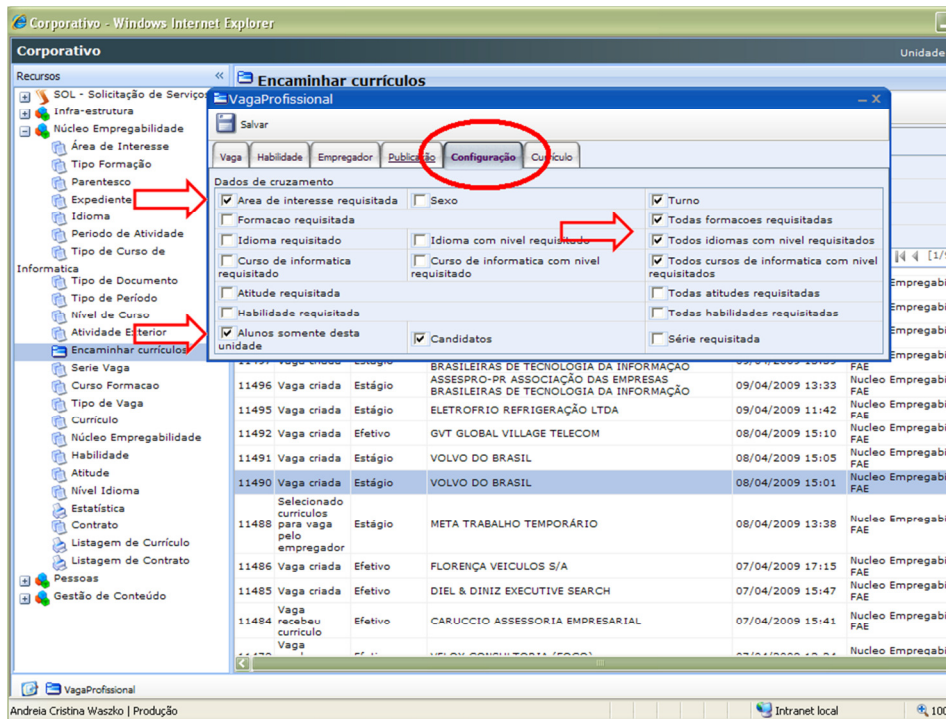 Corporativo - Windows Internet Explorer
Corporativo
Unidade
Recursos
SOL - Solicitação de Serviços
Infra-estrutura
Núcleo Empregabilidade
Área de Interesse
Tipo Formação
Parentesco
Expediente
Idioma
Periodo de Atividade
Tipo de Curso de
Informatica
Tipo de Documento
Tipo de Período
Nível de Curso
Atividade Exterior
Encaminhar currículos
Serie Vaga
Curso Formacao
Tipo de Vaga
Currículo
Núcleo Empregabilidade
Habilidade
Atitude
Nível Idioma
Estatística
Contrato
Listagem de Currículo
Listagem de Contrato
Pessoas
Gestão de Conteúdo
Encaminhar currículos
VagaProfissional
Salvar
Vaga Habilidade Empregador Publicação Configuração Currículo
Dados de cruzamento
Area de interesse requisitada Sexo Turno
Formacao requisitada Todas formacoes requisitadas
Idioma requisitado Idioma com nivel requisitado Todos idiomas com nivel requisitados
Curso de informatica requisitado Curso de informatica com nivel requisitado Todos cursos de informatica com nivel requisitados
Atitude requisitada Todas atitudes requisitadas
Habilidade requisitada Todas habilidades requisitadas
Alunos somente desta unidade Candidatos Série requisitada
BRASILEIRAS DE TECNOLOGIA DA INFORMAÇÃO FAE
11496 Vaga criada Estágio ASSESPRO-PR ASSOCIAÇÃO DAS EMPRESAS BRASILEIRAS DE TECNOLOGIA DA INFORMAÇÃO 09/04/2009 13:33 Nucleo Empregabi FAE
11495 Vaga criada Estágio ELETROFRIO REFRIGERAÇÃO LTDA 09/04/2009 11:42 Nucleo Empregabi FAE
11492 Vaga criada Efetivo GVT GLOBAL VILLAGE TELECOM 08/04/2009 15:10 Nucleo Empregabi FAE
11491 Vaga criada Estágio VOLVO DO BRASIL 08/04/2009 15:05 Nucleo Empregabi FAE
11490 Vaga criada Estágio VOLVO DO BRASIL 08/04/2009 15:01 Nucleo Empregabi FAE
11488 Selecionado curriculos para vaga pelo empregador Estágio META TRABALHO TEMPORÁRIO 08/04/2009 13:38 Nucleo Empregabi FAE
11486 Vaga criada Efetivo FLORENÇA VEICULOS S/A 07/04/2009 17:15 Nucleo Empregabi FAE
11485 Vaga criada Efetivo DIEL & DINIZ EXECUTIVE SEARCH 07/04/2009 15:47 Nucleo Empregabi FAE
11484 Vaga recebeu curriculo Efetivo CARUCCIO ASSESSORIA EMPRESARIAL 07/04/2009 15:41 Nucleo Empregabi FAE
Vaga Nucleo Empregabi
VagaProfissional
Andreia Cristina Waszko | Produção
Intranet local